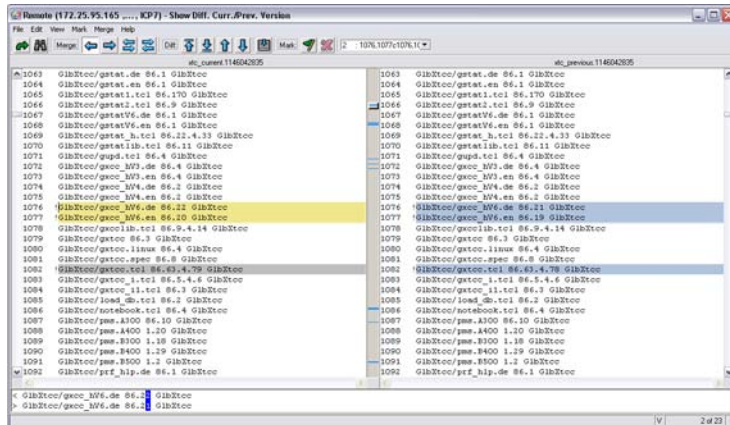 Remote (172.25.95.165 ,..., ICP7) - Show Diff. Curr./Prev. Version
File Edit View Mark Merge Help
Merge: Diff: Mark: 2 : 1076,1077c1076,1(
xtc_current.1146042835 xtc_previous.1146042835
1063 GlbXtcc/gstat.de 86.1 GlbXtcc
1064 GlbXtcc/gstat.en 86.1 GlbXtcc
1065 GlbXtcc/gstat1.tcl 86.170 GlbXtcc
1066 GlbXtcc/gstat2.tcl 86.9 GlbXtcc
1067 GlbXtcc/gstatV6.de 86.1 GlbXtcc
1068 GlbXtcc/gstatV6.en 86.1 GlbXtcc
1069 GlbXtcc/gstat_h.tcl 86.22.4.33 GlbXtcc
1070 GlbXtcc/gstatlib.tcl 86.11 GlbXtcc
1071 GlbXtcc/gupd.tcl 86.4 GlbXtcc
1072 GlbXtcc/gxcc_hV3.de 86.4 GlbXtcc
1073 GlbXtcc/gxcc_hV3.en 86.4 GlbXtcc
1074 GlbXtcc/gxcc_hV4.de 86.2 GlbXtcc
1075 GlbXtcc/gxcc_hV4.en 86.2 GlbXtcc
1076 !GlbXtcc/gxcc_hV6.de 86.22 GlbXtcc
1077 !GlbXtcc/gxcc_hV6.en 86.20 GlbXtcc
1078 GlbXtcc/gxcclib.tcl 86.9.4.14 GlbXtcc
1079 GlbXtcc/gxtcc 86.3 GlbXtcc
1080 GlbXtcc/gxtcc.linux 86.4 GlbXtcc
1081 GlbXtcc/gxtcc.spec 86.8 GlbXtcc
1082 !GlbXtcc/gxtcc.tcl 86.63.4.79 GlbXtcc
1083 GlbXtcc/gxtcc_i.tcl 86.5.4.6 GlbXtcc
1084 GlbXtcc/gxtcc_i1.tcl 86.3 GlbXtcc
1085 GlbXtcc/load_db.tcl 86.2 GlbXtcc
1086 GlbXtcc/notebook.tcl 86.4 GlbXtcc
1087 GlbXtcc/pms.A300 86.10 GlbXtcc
1088 GlbXtcc/pms.A400 1.20 GlbXtcc
1089 GlbXtcc/pms.B300 1.18 GlbXtcc
1090 GlbXtcc/pms.B400 1.29 GlbXtcc
1091 GlbXtcc/pms.B500 1.2 GlbXtcc
1092 GlbXtcc/prf_hlp.de 86.1 GlbXtcc
1063 GlbXtcc/gstat.de 86.1 GlbXtcc
1064 GlbXtcc/gstat.en 86.1 GlbXtcc
1065 GlbXtcc/gstat1.tcl 86.170 GlbXtcc
1066 GlbXtcc/gstat2.tcl 86.9 GlbXtcc
1067 GlbXtcc/gstatV6.de 86.1 GlbXtcc
1068 GlbXtcc/gstatV6.en 86.1 GlbXtcc
1069 GlbXtcc/gstat_h.tcl 86.22.4.33 GlbXtcc
1070 GlbXtcc/gstatlib.tcl 86.11 GlbXtcc
1071 GlbXtcc/gupd.tcl 86.4 GlbXtcc
1072 GlbXtcc/gxcc_hV3.de 86.4 GlbXtcc
1073 GlbXtcc/gxcc_hV3.en 86.4 GlbXtcc
1074 GlbXtcc/gxcc_hV4.de 86.2 GlbXtcc
1075 GlbXtcc/gxcc_hV4.en 86.2 GlbXtcc
1076 !GlbXtcc/gxcc_hV6.de 86.21 GlbXtcc
1077 !GlbXtcc/gxcc_hV6.en 86.19 GlbXtcc
1078 GlbXtcc/gxcclib.tcl 86.9.4.14 GlbXtcc
1079 GlbXtcc/gxtcc 86.3 GlbXtcc
1080 GlbXtcc/gxtcc.linux 86.4 GlbXtcc
1081 GlbXtcc/gxtcc.spec 86.8 GlbXtcc
1082 !GlbXtcc/gxtcc.tcl 86.63.4.78 GlbXtcc
1083 GlbXtcc/gxtcc_i.tcl 86.5.4.6 GlbXtcc
1084 GlbXtcc/gxtcc_i1.tcl 86.3 GlbXtcc
1085 GlbXtcc/load_db.tcl 86.2 GlbXtcc
1086 GlbXtcc/notebook.tcl 86.4 GlbXtcc
1087 GlbXtcc/pms.A300 86.10 GlbXtcc
1088 GlbXtcc/pms.A400 1.20 GlbXtcc
1089 GlbXtcc/pms.B300 1.18 GlbXtcc
1090 GlbXtcc/pms.B400 1.29 GlbXtcc
1091 GlbXtcc/pms.B500 1.2 GlbXtcc
1092 GlbXtcc/prf_hlp.de 86.1 GlbXtcc
< GlbXtcc/gxcc_hV6.de 86.22 GlbXtcc
> GlbXtcc/gxcc_hV6.de 86.21 GlbXtcc
V 2 of 23